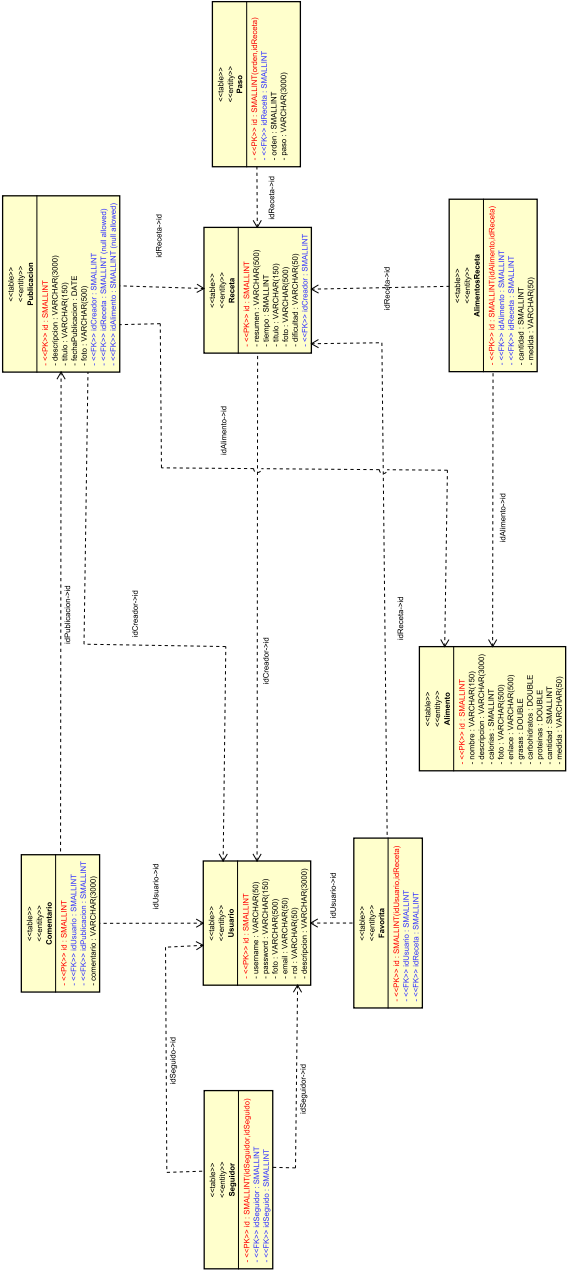 <<table>>
<<entity>>
Paso
- <<PK>> id : SMALLINT(orden,idReceta)
- <<FK>> idReceta : SMALLINT
- orden : SMALLINT
- paso : VARCHAR(3000)
idReceta->id
<<table>>
<<entity>>
Publicacion
- <<PK>> id : SMALLINT
- descripcion : VARCHAR(3000)
- titulo : VARCHAR(150)
- fechaPublicacion : DATE
- foto : VARCHAR(500)
- <<FK>> idCreador : SMALLINT
- <<FK>> idReceta : SMALLINT (null allowed)
- <<FK>> idAlimento : SMALLINT (null allowed)
idReceta->id
<<table>>
<<entity>>
Receta
- <<PK>> id : SMALLINT
- resumen : VARCHAR(500)
- tiempo : SMALLINT
- titulo : VARCHAR(150)
- foto : VARCHAR(500)
- dificultad : VARCHAR(50)
- <<FK>> idCreador : SMALLINT
idReceta->id
<<table>>
<<entity>>
AlimentosReceta
- <<PK>> id : SMALLINT(idAlimento,idReceta)
- <<FK>> idAlimento : SMALLINT
- <<FK>> idReceta : SMALLINT
- cantidad : SMALLINT
- medida : VARCHAR(50)
idAlimento->id
idAlimento->id
idPublicacion->id
idCreador->id
idCreador->id
idReceta->id
<<table>>
<<entity>>
Alimento
- <<PK>> id : SMALLINT
- nombre : VARCHAR(150)
- descripcion : VARCHAR(3000)
- calorias : SMALLINT
- foto : VARCHAR(500)
- enlace : VARCHAR(500)
- grasas : DOUBLE
- carbohidratos : DOUBLE
- proteinas : DOUBLE
- cantidad : SMALLINT
- medida : VARCHAR(50)
<<table>>
<<entity>>
Comentario
- <<PK>> id : SMALLINT
- <<FK>> idUsuario : SMALLINT
- <<FK>> idPublicacion : SMALLINT
- comentario : VARCHAR(3000)
idUsuario->id
<<table>>
<<entity>>
Usuario
- <<PK>> id : SMALLINT
- username : VARCHAR(50)
- password : VARCHAR(150)
- foto : VARCHAR(500)
- email : VARCHAR(50)
- rol : VARCHAR(50)
- descripcion : VARCHAR(3000)
idUsuario->id
<<table>>
<<entity>>
Favorita
- <<PK>> id : SMALLINT(idUsuario,idReceta)
- <<FK>> idUsuario : SMALLINT
- <<FK>> idReceta : SMALLINT
idSeguido->id
idSeguidor->id
<<table>>
<<entity>>
Seguidor
- <<PK>> id : SMALLINT(idSeguidor,idSeguido)
- <<FK>> idSeguidor : SMALLINT
- <<FK>> idSeguido : SMALLINT